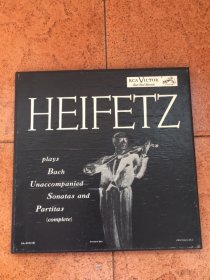 RCA VICTOR
HEIFETZ
plays
Bach
Unaccompanied
Sonatas and
Partitas
(complete)